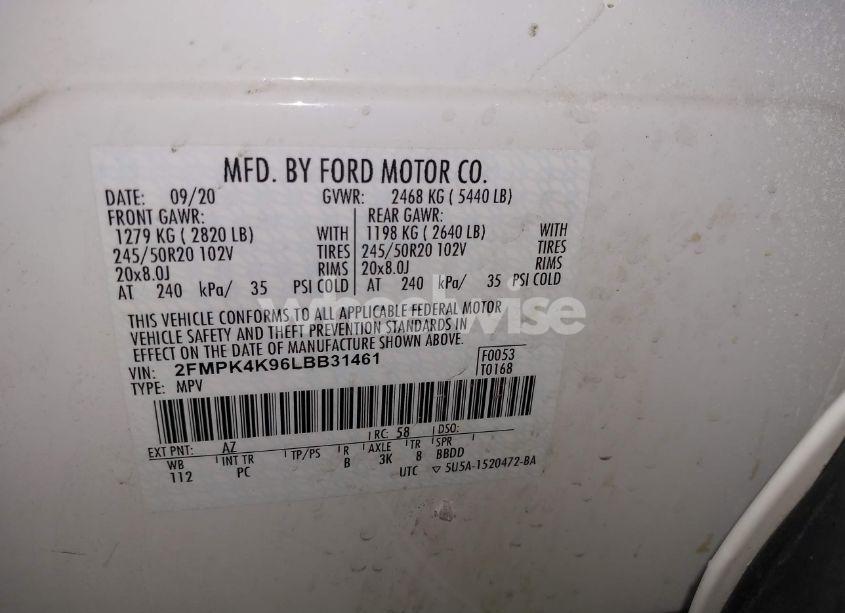 MFD. BY FORD MOTOR CO.
DATE: 09/20 GVWR: 2468 KG ( 5440 LB)
FRONT GAWR: REAR GAWR:
1279 KG ( 2820 LB) WITH 1198 KG ( 2640 LB) WITH
245/50R20 102V TIRES 245/50R20 102V TIRES
20x8.0J RIMS 20x8.0J RIMS
AT 240 kPa/ 35 PSI COLD AT 240 kPa/ 35 PSI COLD
wheelwise
THIS VEHICLE CONFORMS TO ALL APPLICABLE FEDERAL MOTOR
VEHICLE SAFETY AND THEFT PREVENTION STANDARDS IN
EFFECT ON THE DATE OF MANUFACTURE SHOWN ABOVE.
VIN: 2FMPK4K96LBB31461 F0053
TYPE: MPV T0168
EXT PNT: AZ RC: 58 DSO:
WB INT TR TP/PS R AXLE TR SPR
112 PC B 3K 8 BBDD
UTC ▽ 5U5A-1520472-BA